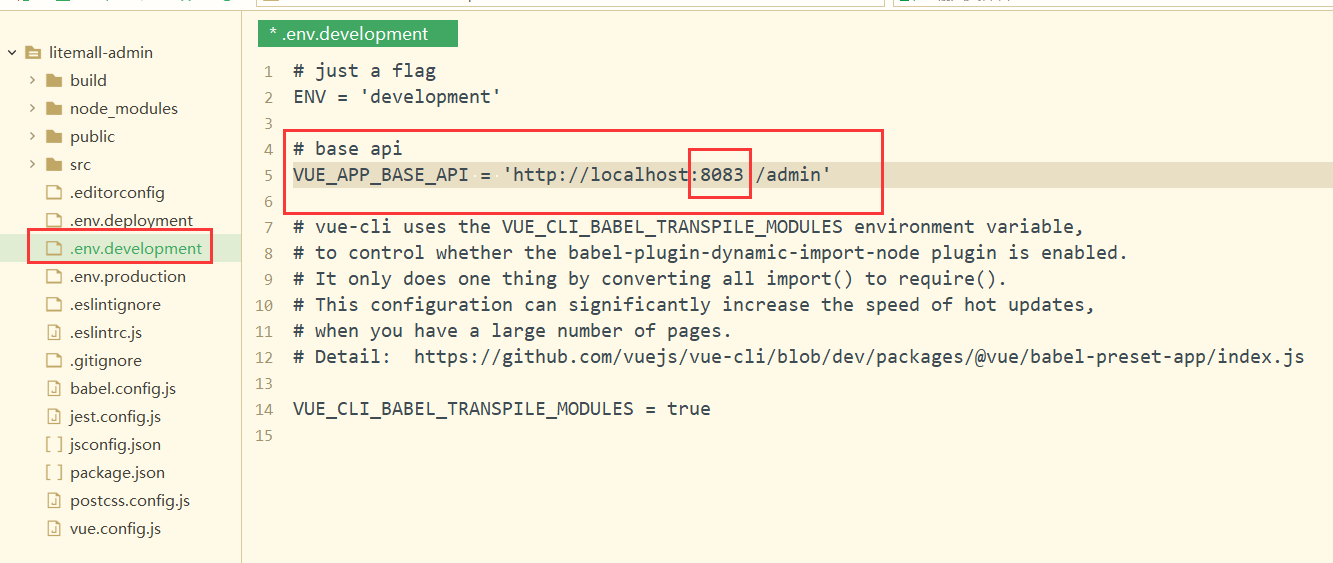 litemall-admin
build
node_modules
public
src
.editorconfig
.env.deployment
.env.development
.env.production
.eslintignore
.eslintrc.js
.gitignore
babel.config.js
jest.config.js
jsconfig.json
package.json
postcss.config.js
vue.config.js
* .env.development
1 # just a flag
2 ENV = 'development'
3
4 # base api
5 VUE_APP_BASE_API = 'http://localhost:8083 /admin'
6
7 # vue-cli uses the VUE_CLI_BABEL_TRANSPILE_MODULES environment variable,
8 # to control whether the babel-plugin-dynamic-import-node plugin is enabled.
9 # It only does one thing by converting all import() to require().
10 # This configuration can significantly increase the speed of hot updates,
11 # when you have a large number of pages.
12 # Detail:  https://github.com/vuejs/vue-cli/blob/dev/packages/@vue/babel-preset-app/index.js
13
14 VUE_CLI_BABEL_TRANSPILE_MODULES = true
15